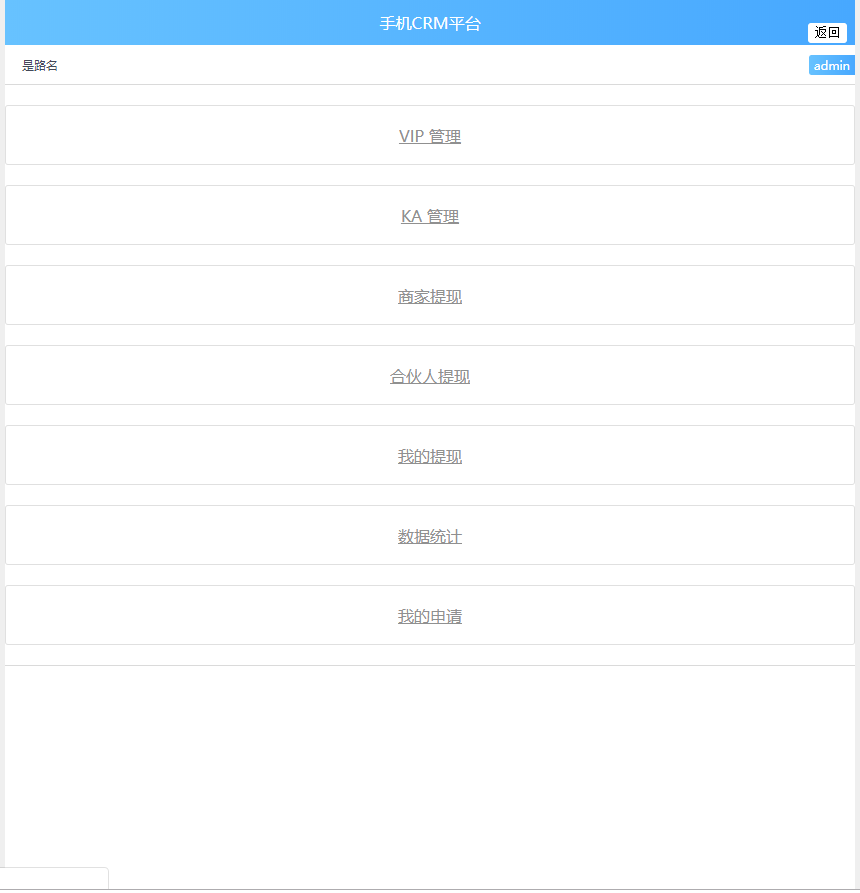 手机CRM平台
返回
是路名
admin
VIP 管理
KA 管理
商家提现
合伙人提现
我的提现
数据统计
我的申请